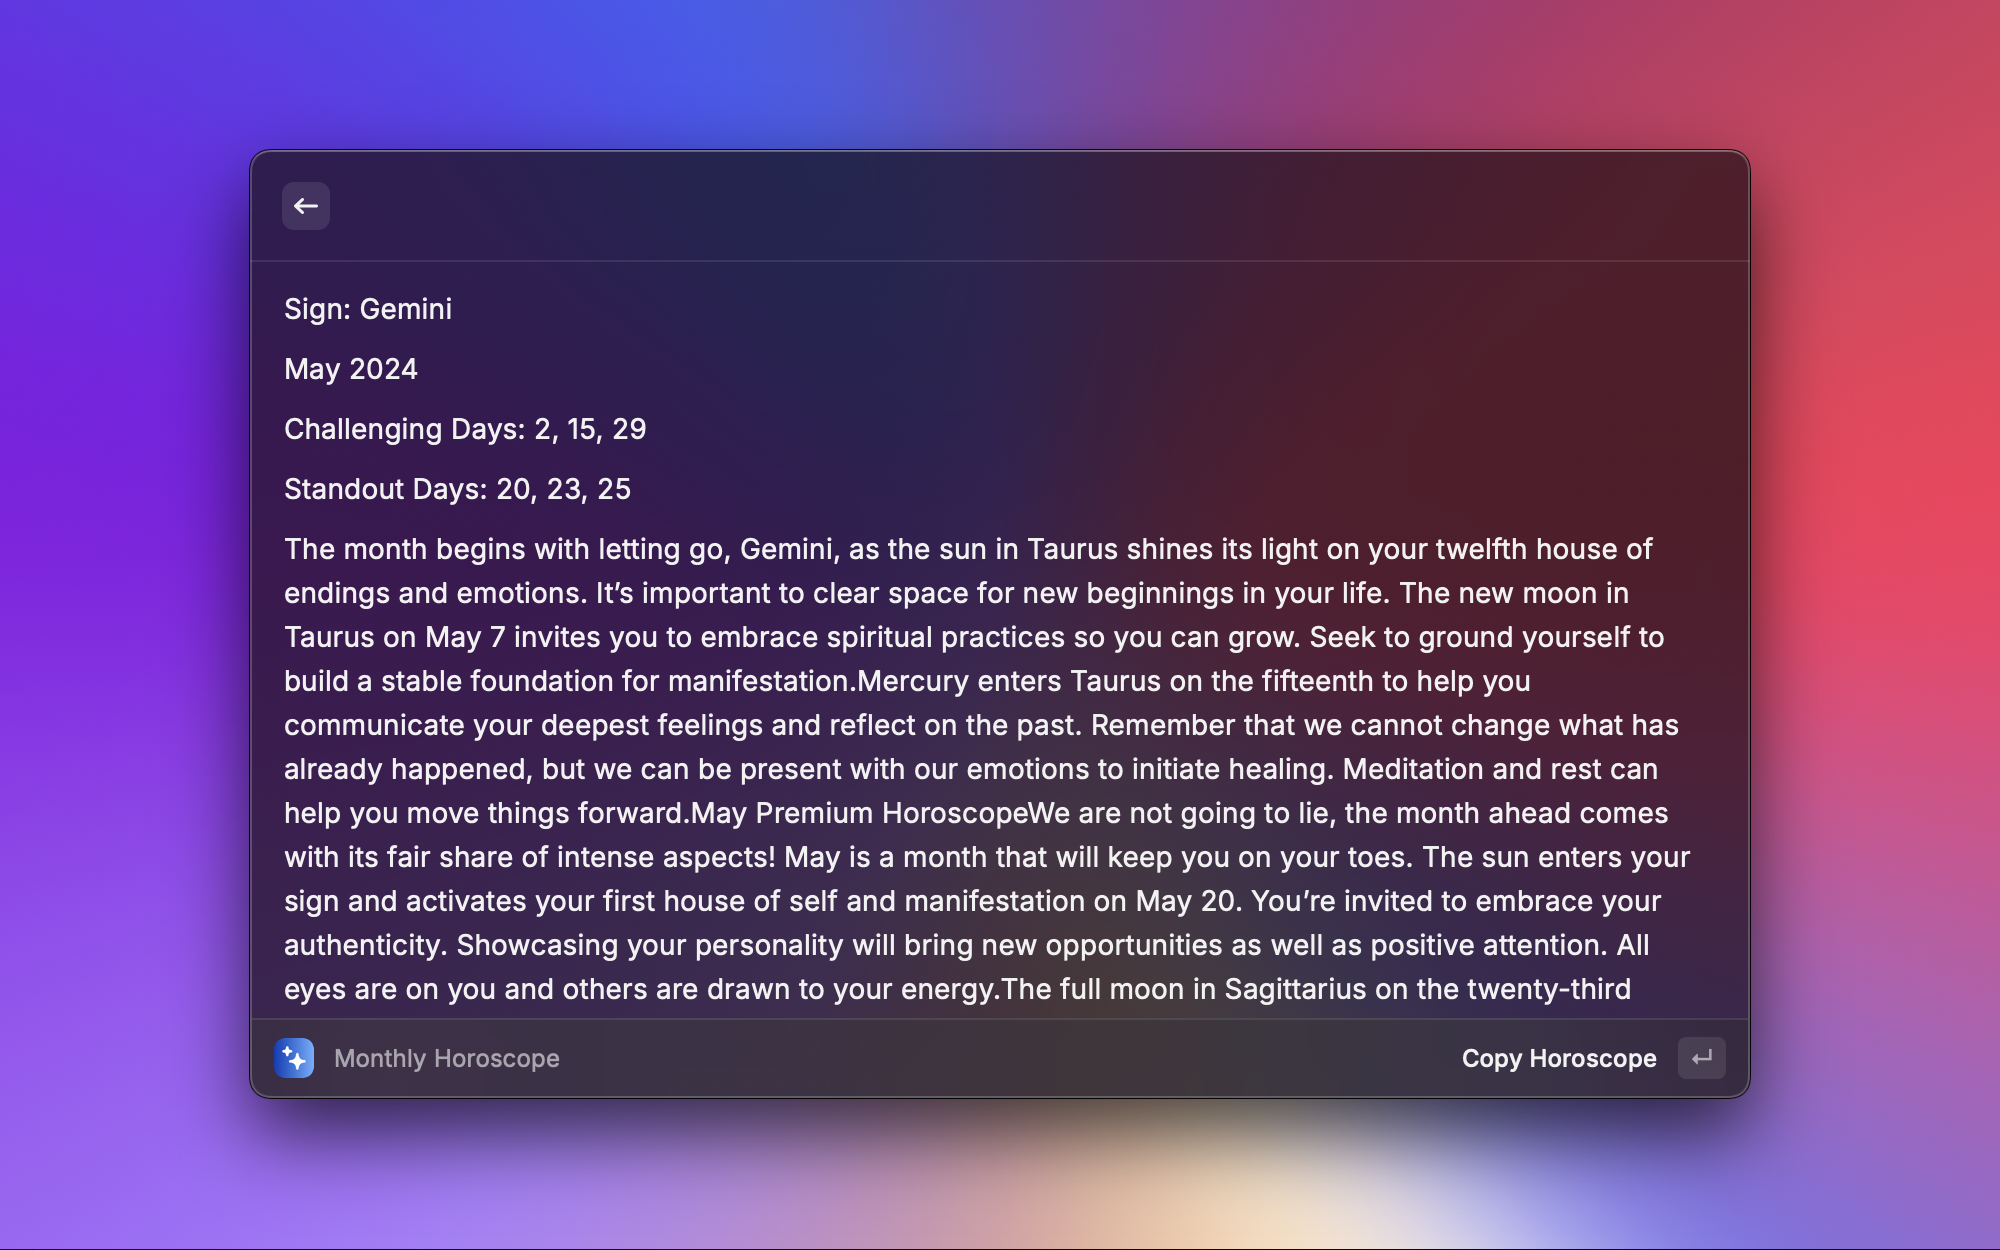 Sign: Gemini
May 2024
Challenging Days: 2, 15, 29
Standout Days: 20, 23, 25
The month begins with letting go, Gemini, as the sun in Taurus shines its light on your twelfth house of
endings and emotions. It’s important to clear space for new beginnings in your life. The new moon in
Taurus on May 7 invites you to embrace spiritual practices so you can grow. Seek to ground yourself to
build a stable foundation for manifestation.Mercury enters Taurus on the fifteenth to help you
communicate your deepest feelings and reflect on the past. Remember that we cannot change what has
already happened, but we can be present with our emotions to initiate healing. Meditation and rest can
help you move things forward.May Premium HoroscopeWe are not going to lie, the month ahead comes
with its fair share of intense aspects! May is a month that will keep you on your toes. The sun enters your
sign and activates your first house of self and manifestation on May 20. You’re invited to embrace your
authenticity. Showcasing your personality will bring new opportunities as well as positive attention. All
eyes are on you and others are drawn to your energy.The full moon in Sagittarius on the twenty-third
Monthly Horoscope
Copy Horoscope